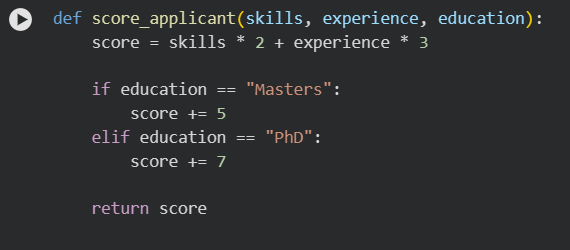 def score_applicant(skills, experience, education):
    score = skills * 2 + experience * 3

    if education == "Masters":
        score += 5
    elif education == "PhD":
        score += 7

    return score